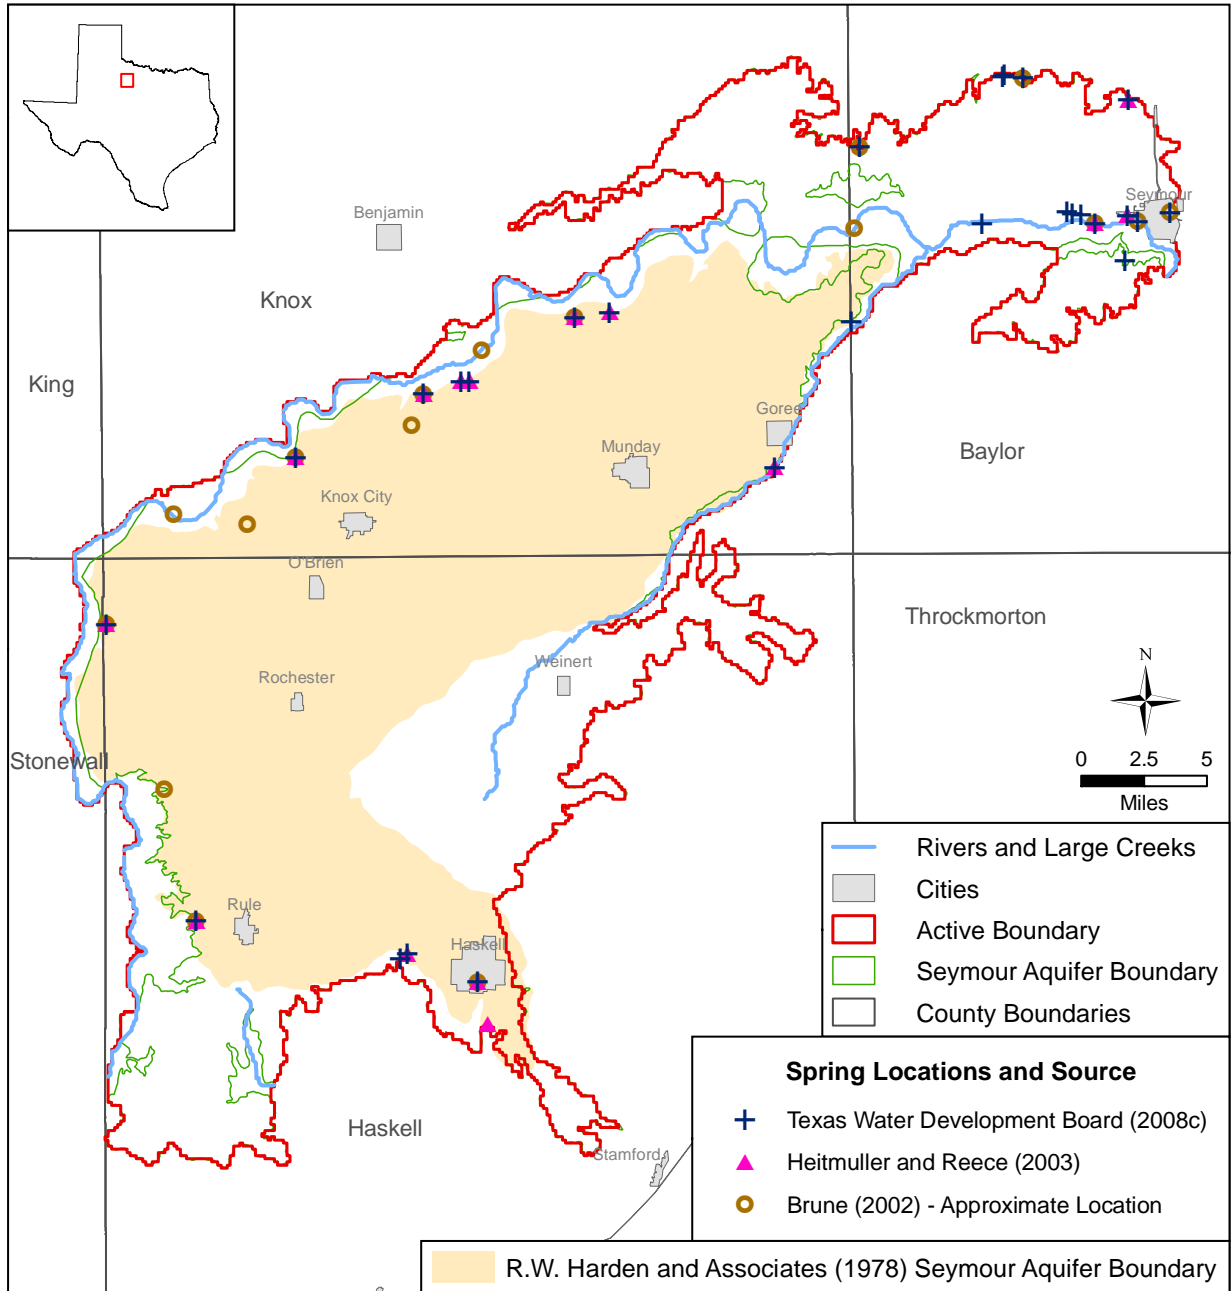 Benjamin
Seymour
Knox
King
Goree
Munday
Baylor
Knox City
O'Brien
Throckmorton
Weinert
N
Rochester
Stonewall
0 2.5 5
Miles
Rule
Haskell
Haskell
Stamford
Rivers and Large Creeks
Cities
Active Boundary
Seymour Aquifer Boundary
County Boundaries
Spring Locations and Source
Texas Water Development Board (2008c)
Heitmuller and Reece (2003)
Brune (2002) - Approximate Location
R.W. Harden and Associates (1978) Seymour Aquifer Boundary